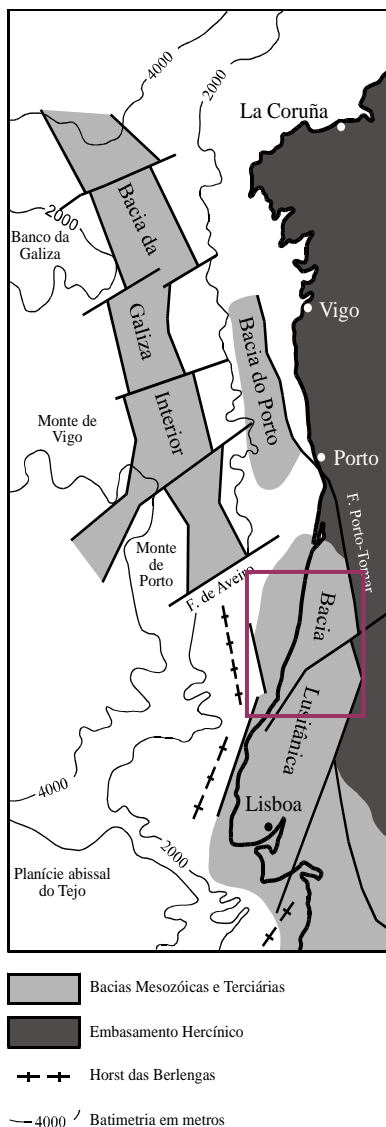 4000
2000
La Coruña
2000
Banco da
Galiza
Bacia da
Galiza
Interior
Vigo
Bacia do Porto
Monte de
Vigo
Porto
F. Porto-Tomar
Monte
de Porto
F. de Aveiro
Bacia
Lusitânica
4000
Lisboa
2000
Planície abissal
do Tejo
Bacias Mesozóicas e Terciárias
Embasamento Hercínico
Horst das Berlengas
4000 Batimetria em metros